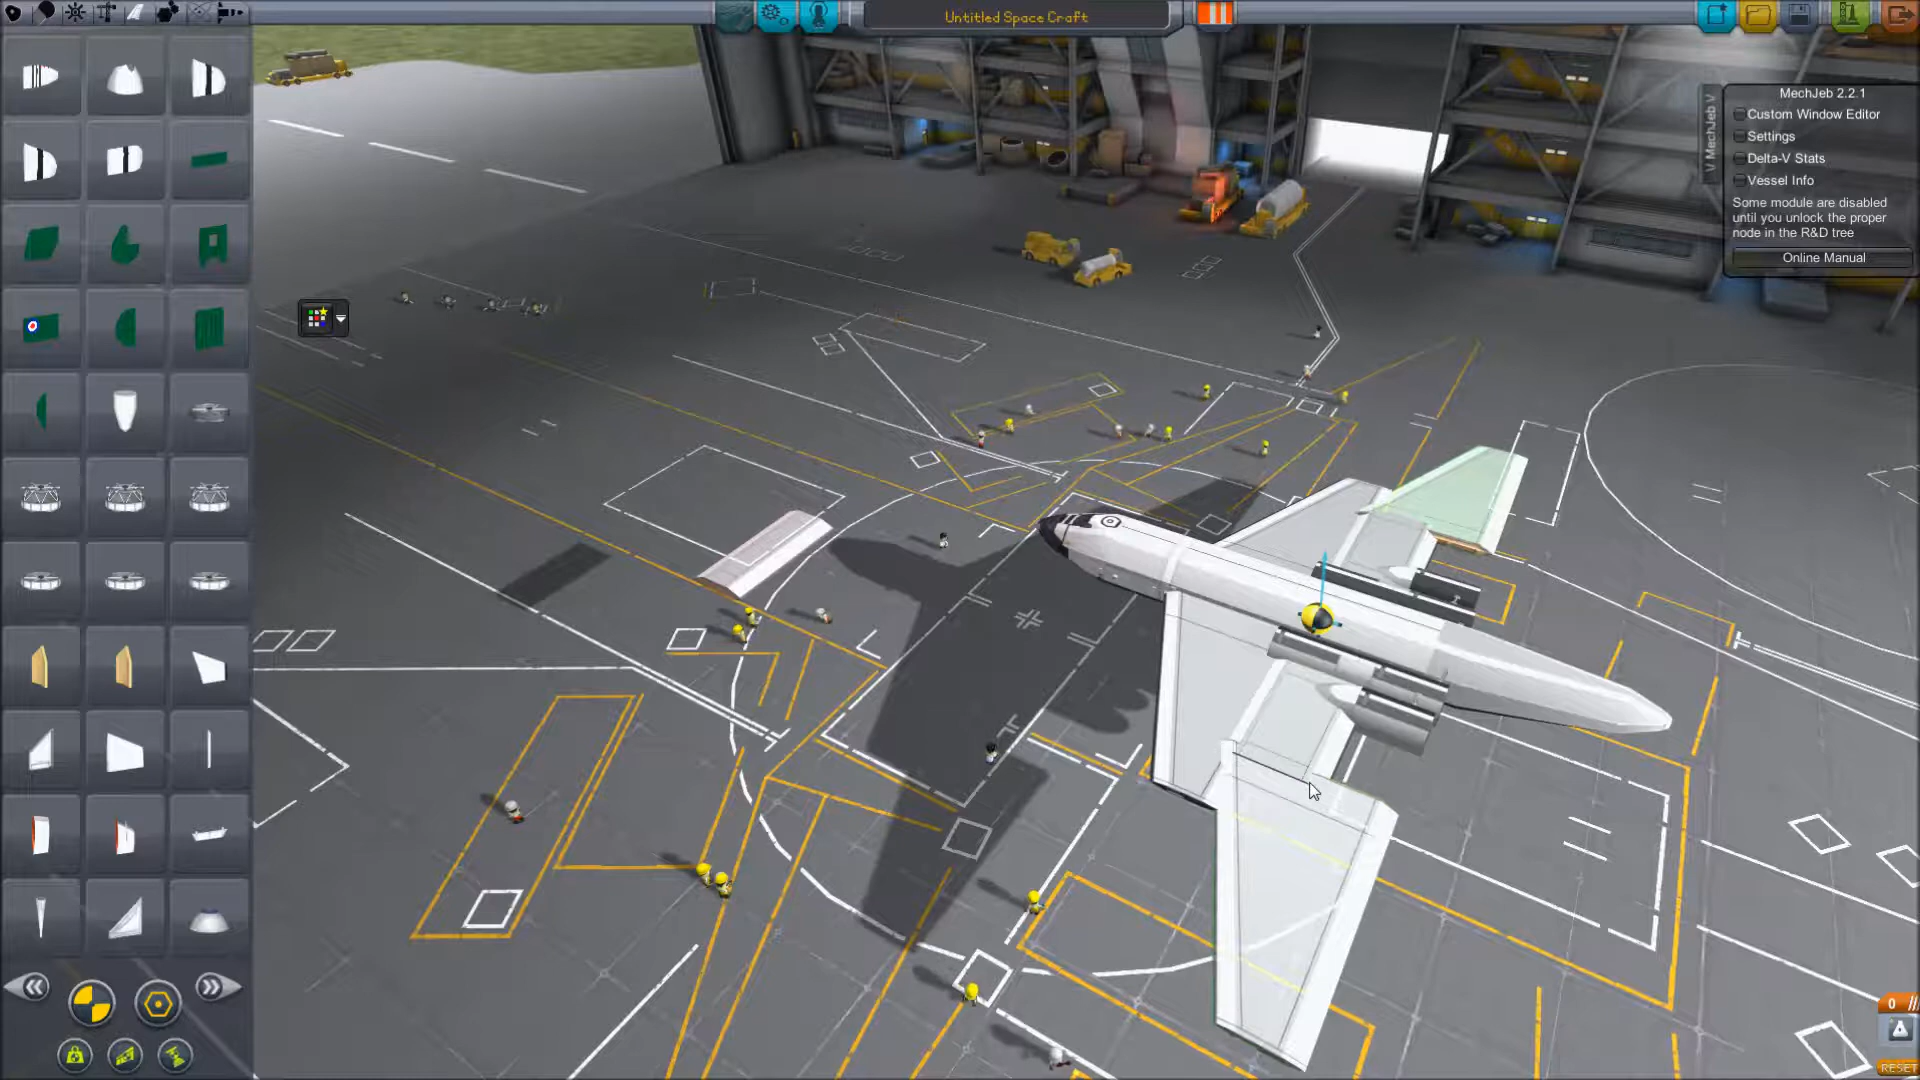 Untitled Space Craft
V MechJeb V
MechJeb 2.2.1
Custom Window Editor
Settings
Delta-V Stats
Vessel Info
Some module are disabled
until you unlock the proper
node in the R&D tree
Online Manual
0
RESET